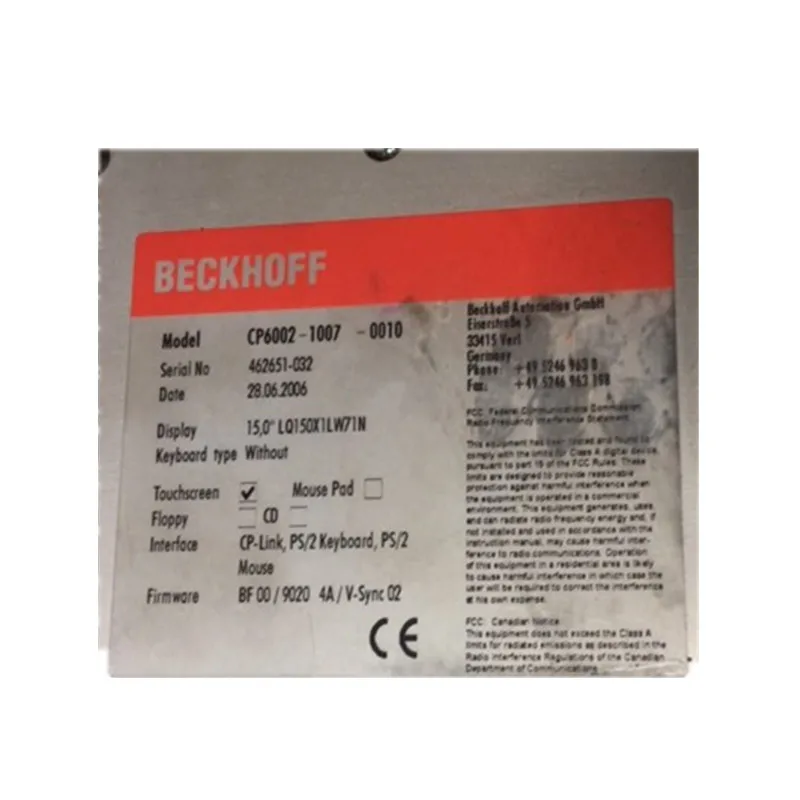 BECKHOFF
Model CP6002-1007 -0010
Serial No 462651-032
Date 28.06.2006
Display 15,0" LQ150X1LW71N
Keyboard type Without
Touchscreen ✓ Mouse Pad
Floppy CD
Interface CP-Link, PS/2 Keyboard, PS/2
Mouse
Firmware BF 00 / 9020 4A / V-Sync 02
CE
Beckhoff Automation GmbH
Eiserstraße 5
33415 Verl
Germany
Phone: +49 5246 963 0
Fax: +49 5246 963 198
FCC: Federal Communications Commission
Radio Frequency Interference Statement
This equipment has been tested and found to
comply with the limits for Class A digital device,
pursuant to part 15 of the FCC Rules. These
limits are designed to provide reasonable
protection against harmful interference when
the equipment is operated in a commercial
environment. This equipment generates, uses,
and can radiate radio frequency energy and, if
not installed and used in accordance with the
instruction manual, may cause harmful inter-
ference to radio communications. Operation
of this equipment in a residential area is likely
to cause harmful interference in which case the
user will be required to correct the interference
at his own expense.
FCC: Canadian Notice
This equipment does not exceed the Class A
limits for radiated emissions as described in the
Radio Interference Regulations of the Canadian
Department of Communications